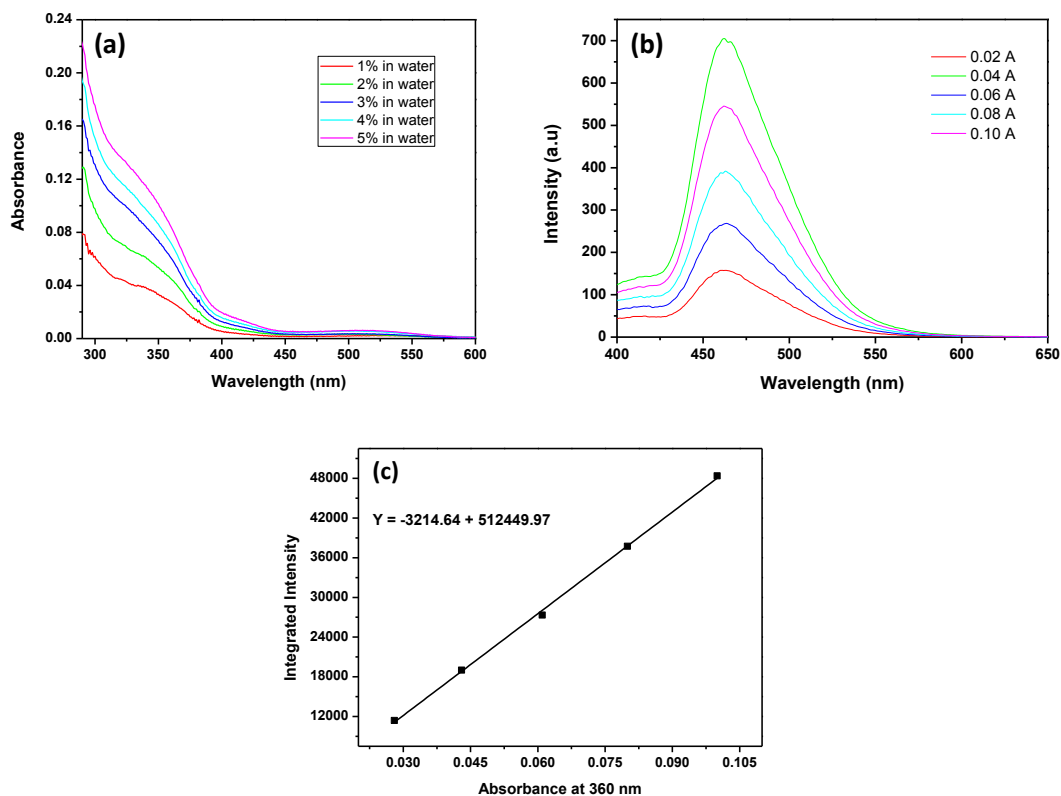 (a)
0.24
0.20
0.16
0.12
0.08
0.04
0.00
Absorbance
1% in water
2% in water
3% in water
4% in water
5% in water
300 350 400 450 500 550 600
Wavelength (nm)
(b)
700
600
500
400
300
200
100
0
Intensity (a.u)
0.02 A
0.04 A
0.06 A
0.08 A
0.10 A
400 450 500 550 600 650
Wavelength (nm)
(c)
48000
42000
36000
30000
24000
18000
12000
Integrated Intensity
Y = -3214.64 + 512449.97
0.030 0.045 0.060 0.075 0.090 0.105
Absorbance at 360 nm